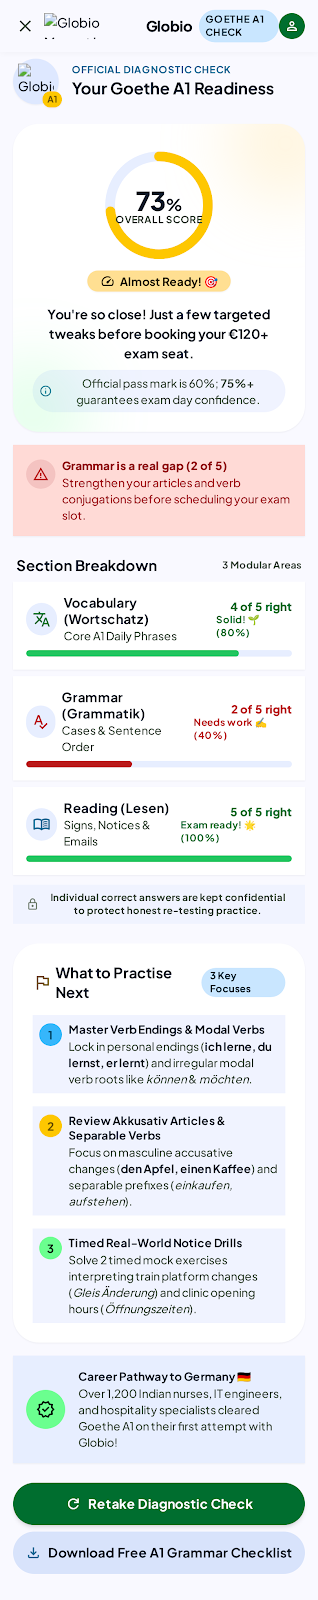 Globio
Globio
GOETHE A1
CHECK
Globio
A1
OFFICIAL DIAGNOSTIC CHECK
Your Goethe A1 Readiness
73%
OVERALL SCORE
Almost Ready! 🎯
You're so close! Just a few targeted
tweaks before booking your €120+
exam seat.
Official pass mark is 60%; 75%+
guarantees exam day confidence.
Grammar is a real gap (2 of 5)
Strengthen your articles and verb
conjugations before scheduling your exam
slot.
Section Breakdown
3 Modular Areas
Vocabulary
(Wortschatz)
Core A1 Daily Phrases
4 of 5 right
Solid! 🌱
(80%)
Grammar
(Grammatik)
Cases & Sentence
Order
2 of 5 right
Needs work ✍️
(40%)
Reading (Lesen)
Signs, Notices &
Emails
5 of 5 right
Exam ready! 🌟
(100%)
Individual correct answers are kept confidential
to protect honest re-testing practice.
What to Practise
Next
3 Key
Focuses
1
Master Verb Endings & Modal Verbs
Lock in personal endings (ich lerne, du
lernst, er lernt) and irregular modal
verb roots like können & möchten.
2
Review Akkusativ Articles &
Separable Verbs
Focus on masculine accusative
changes (den Apfel, einen Kaffee) and
separable prefixes (einkaufen,
aufstehen).
3
Timed Real-World Notice Drills
Solve 2 timed mock exercises
interpreting train platform changes
(Gleis Änderung) and clinic opening
hours (Öffnungszeiten).
Career Pathway to Germany 🇩🇪
Over 1,200 Indian nurses, IT engineers,
and hospitality specialists cleared
Goethe A1 on their first attempt with
Globio!
Retake Diagnostic Check
Download Free A1 Grammar Checklist